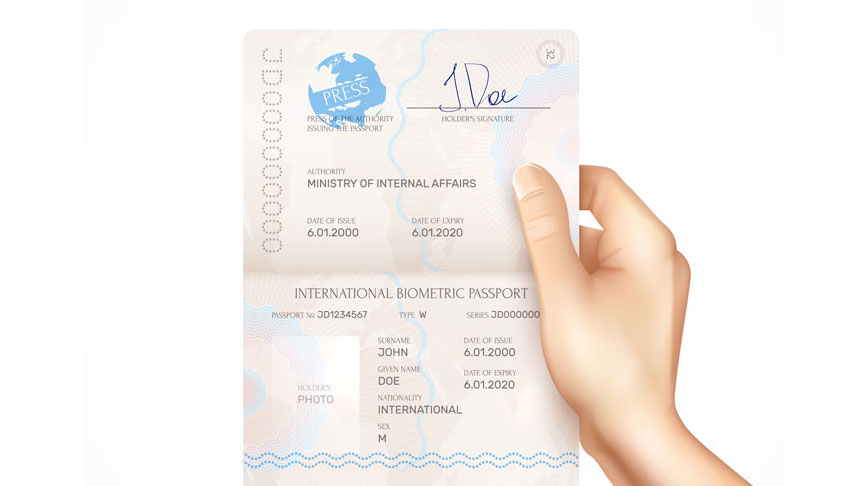 JD0000000
32
PRESS
J.Doe
PRESS OF THE AUTHORITY
ISSUING THE PASSPORT
HOLDER'S SIGNATURE
AUTHORITY
MINISTRY OF INTERNAL AFFAIRS
DATE OF ISSUE
6.01.2000
DATE OF EXPIRY
6.01.2020
INTERNATIONAL BIOMETRIC PASSPORT
PASSPORT № JD1234567 TYPE W SERIES JD000000
HOLDER'S
PHOTO
SURNAME
JOHN
GIVEN NAME
DOE
NATIONALITY
INTERNATIONAL
SEX
M
DATE OF ISSUE
6.01.2000
DATE OF EXPIRY
6.01.2020